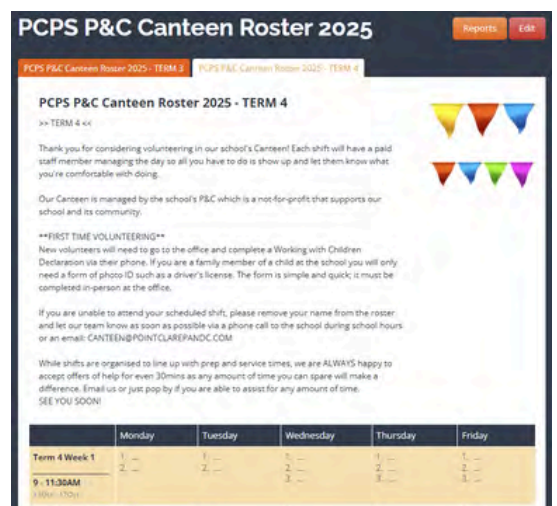 PCPS P&C Canteen Roster 2025
Reports
Edit
PCPS P&C Canteen Roster 2025 - TERM 3
PCPS P&C Canteen Roster 2025 - TERM 4
PCPS P&C Canteen Roster 2025 - TERM 4
>> TERM 4 <<
Thank you for considering volunteering in our school's Canteen! Each shift will have a paid
staff member managing the day so all you have to do is show up and let them know what
you're comfortable with doing.
Our Canteen is managed by the school's P&C which is a not-for-profit that supports our
school and its community.
**FIRST TIME VOLUNTEERING**
New volunteers will need to go to the office and complete a Working with Children
Declaration via their phone. If you are a family member of a child at the school you will only
need a form of photo ID such as a driver's license. The form is simple and quick; it must be
completed in-person at the office.
If you are unable to attend your scheduled shift, please remove your name from the roster
and let our team know as soon as possible via a phone call to the school during school hours
or an email: CANTEEN@POINTCLAREPANDC.COM
While shifts are organised to line up with prep and service times, we are ALWAYS happy to
accept offers of help for even 30mins as any amount of time you can spare will make a
difference. Email us or just pop by if you are able to assist for any amount of time.
SEE YOU SOON!
Monday Tuesday Wednesday Thursday Friday
Term 4 Week 1
9 - 11:30AM
1. ...
2. ...
1. ...
2. ...
1. ...
2. ...
3. ...
1. ...
2. ...
3. ...
1. ...
2. ...
3. ...